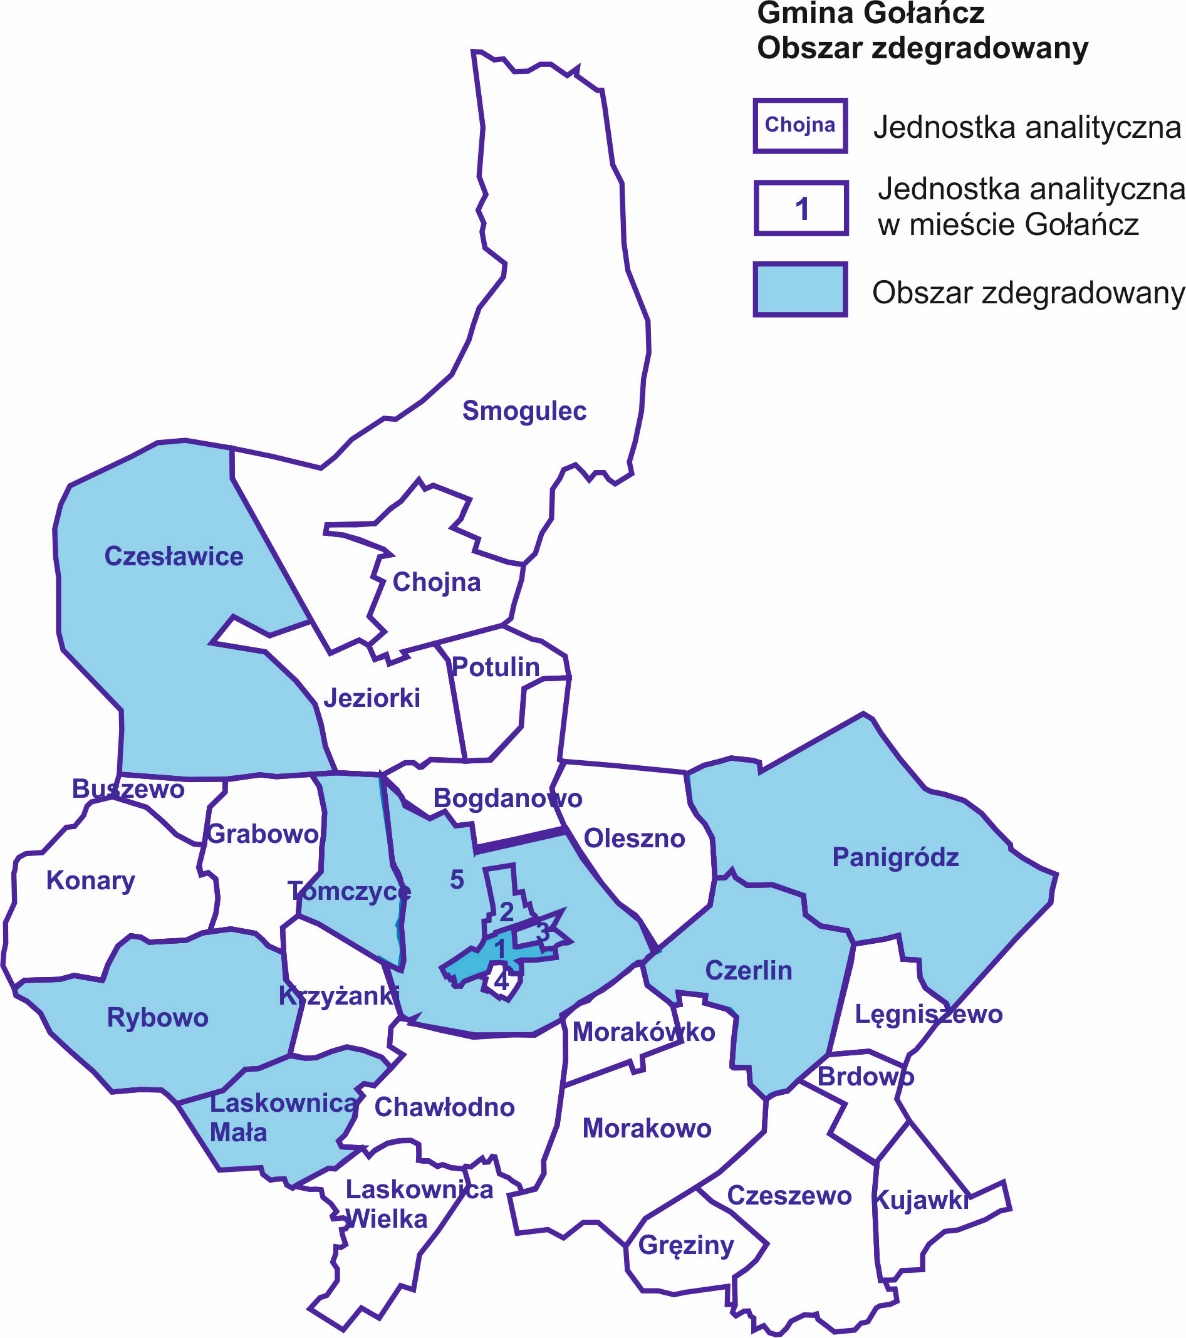 Gmina Gołańcz
Obszar zdegradowany
Chojna
Jednostka analityczna
1
Jednostka analityczna
w mieście Gołańcz
Obszar zdegradowany
Smogulec
Czesławice
Chojna
Potulin
Jeziorki
Buszewo
Bogdanowo
Grabowo
Oleszno
Panigródz
Konary
5
Tomczyce
2
3
1
4
Czerlin
Krzyżanki
Rybowo
Lęgniszewo
Morakówko
Brdowo
Laskownica
Mała
Chawłodno
Morakowo
Laskownica
Wielka
Czeszewo
Kujawki
Gręziny